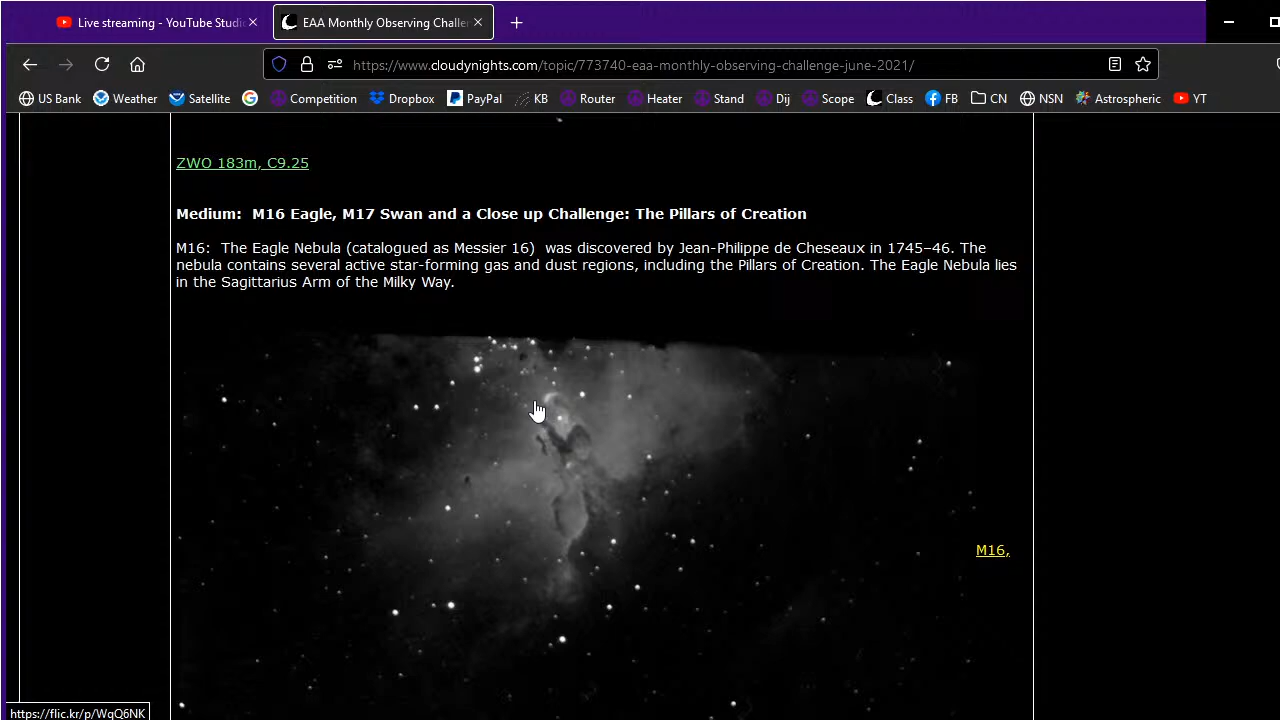 Live streaming - YouTube Studi
EAA Monthly Observing Challe
https://www.cloudynights.com/topic/773740-eaa-monthly-observing-challenge-june-2021/
US Bank Weather Satellite Competition Dropbox PayPal KB Router Heater Stand Dij Scope Class FB CN NSN Astrospheric YT
ZWO 183m, C9.25
Medium: M16 Eagle, M17 Swan and a Close up Challenge: The Pillars of Creation
M16: The Eagle Nebula (catalogued as Messier 16) was discovered by Jean-Philippe de Cheseaux in 1745–46. The
nebula contains several active star-forming gas and dust regions, including the Pillars of Creation. The Eagle Nebula lies
in the Sagittarius Arm of the Milky Way.
M16,
https://flic.kr/p/WqQ6NK